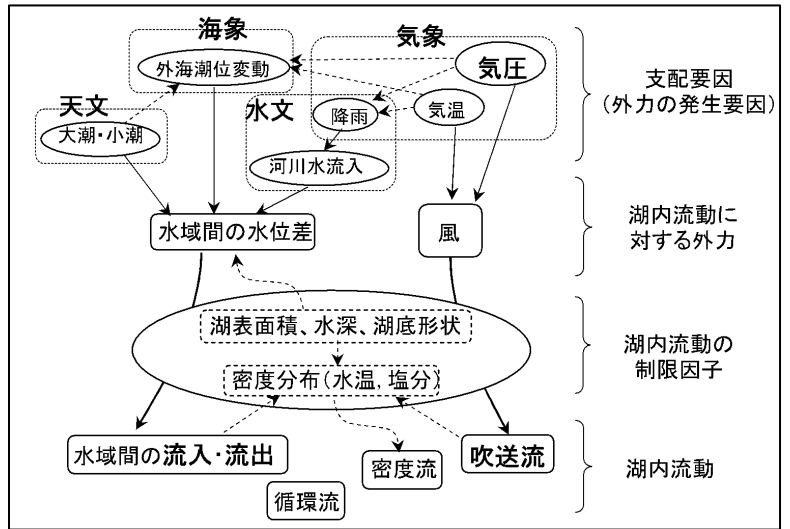 海象
気象
外海潮位変動
気圧
支配要因
(外力の発生要因)
天文
水文
降雨
気温
大潮・小潮
河川水流入
水域間の水位差
風
湖内流動に
対する外力
湖表面積、水深、湖底形状
密度分布(水温, 塩分)
湖内流動の
制限因子
水域間の流入・流出
密度流
吹送流
湖内流動
循環流